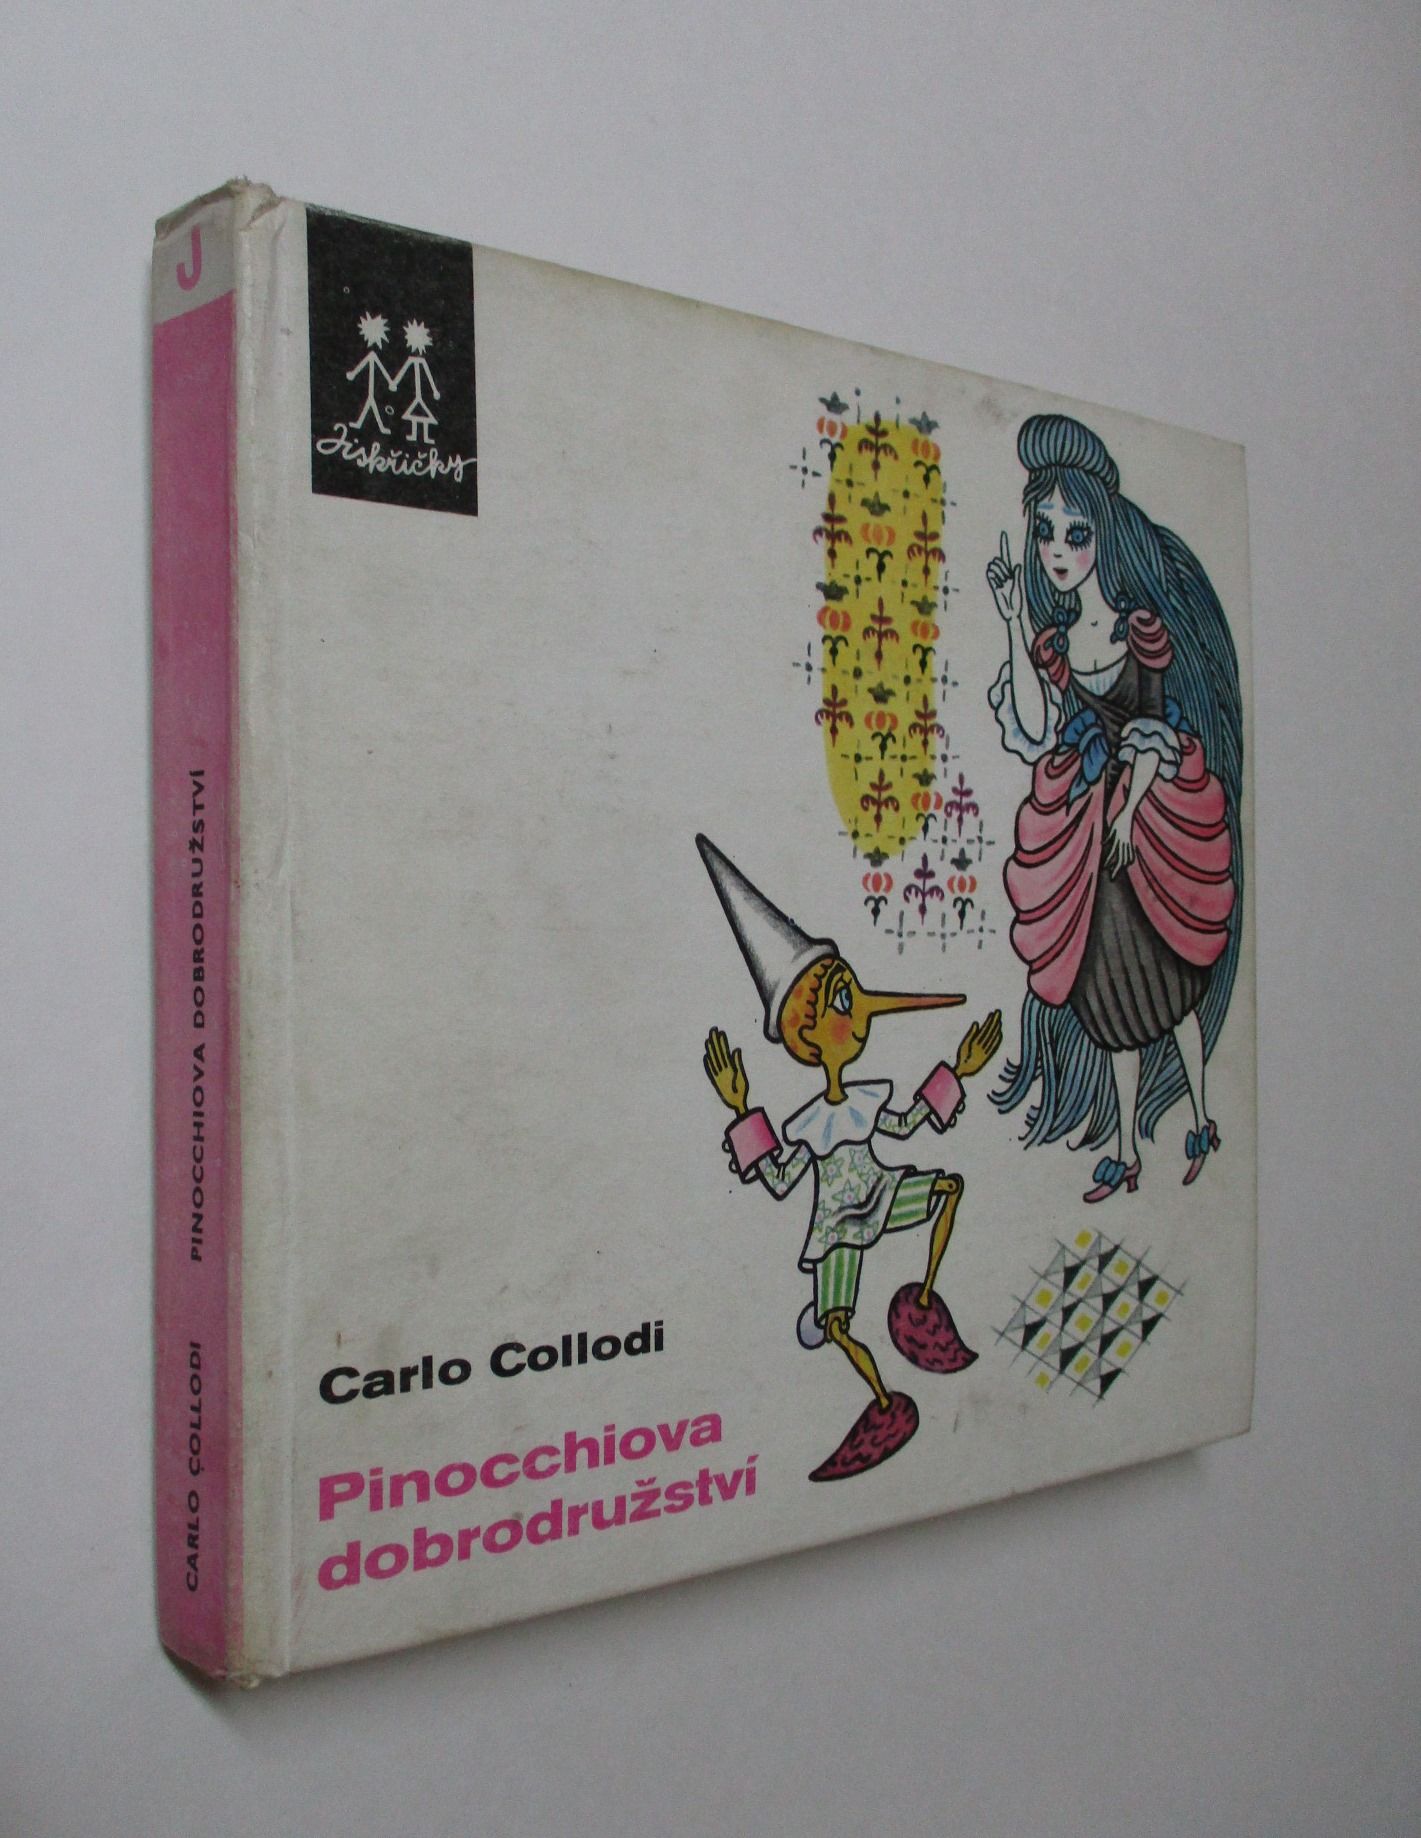 J
CARLO COLLODI PINOCCHIOVA DOBRODRUŽSTVÍ
Jiskřičky
Carlo Collodi
Pinocchiova
dobrodružství